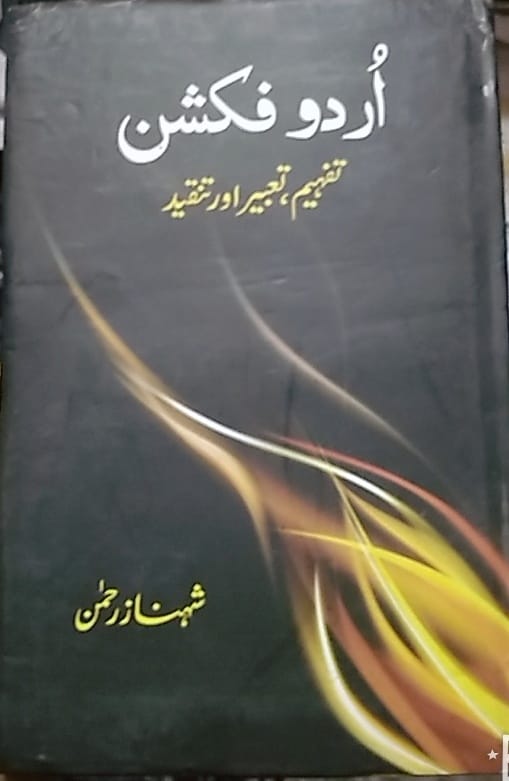 اُردو فکشن
تفہیم، تعبیر اور تنقید
شہناز رحمٰن